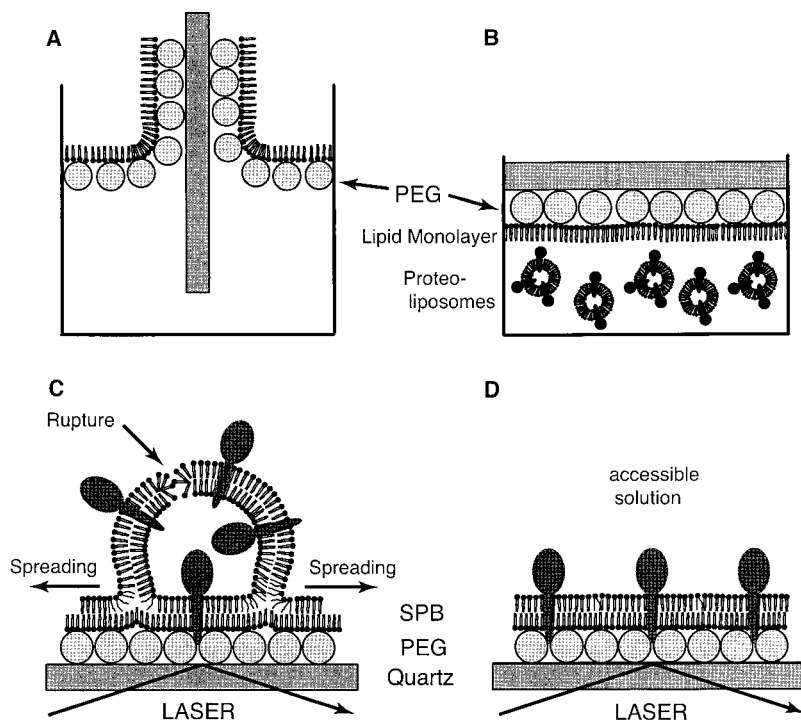 A
B
PEG
Lipid Monolayer
Proteo-
liposomes
C
D
Rupture
accessible
solution
Spreading
Spreading
SPB
PEG
Quartz
LASER
LASER